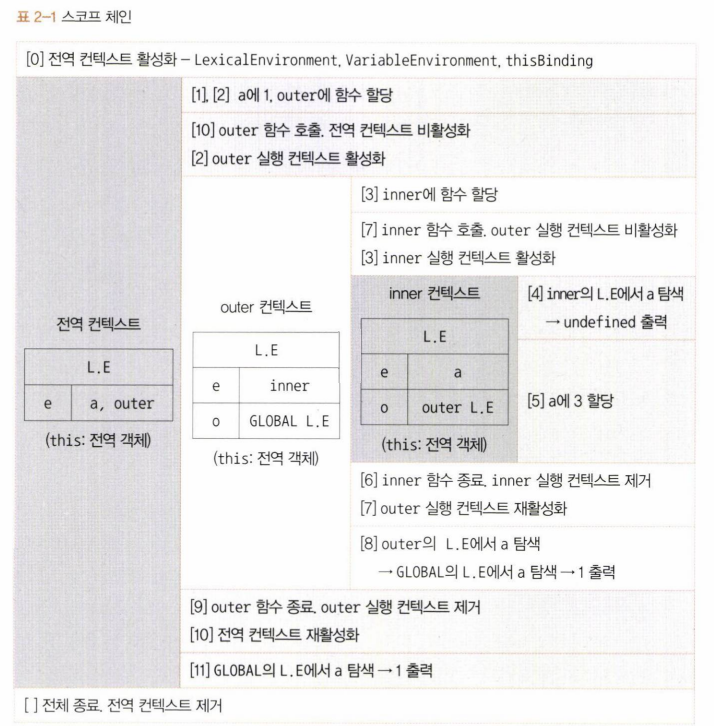 표 2-1 스코프 체인
[0] 전역 컨텍스트 활성화 – LexicalEnvironment, VariableEnvironment, thisBinding
[1], [2] a에 1, outer에 함수 할당
[10] outer 함수 호출. 전역 컨텍스트 비활성화
[2] outer 실행 컨텍스트 활성화
[3] inner에 함수 할당
[7] inner 함수 호출. outer 실행 컨텍스트 비활성화
[3] inner 실행 컨텍스트 활성화
전역 컨텍스트
L.E
e a, outer
(this: 전역 객체)
outer 컨텍스트
L.E
e inner
o GLOBAL L.E
(this: 전역 객체)
inner 컨텍스트
L.E
e a
o outer L.E
(this: 전역 객체)
[4] inner의 L.E에서 a 탐색
→ undefined 출력
[5] a에 3 할당
[6] inner 함수 종료. inner 실행 컨텍스트 제거
[7] outer 실행 컨텍스트 재활성화
[8] outer의 L.E에서 a 탐색
→ GLOBAL의 L.E에서 a 탐색 → 1 출력
[9] outer 함수 종료. outer 실행 컨텍스트 제거
[10] 전역 컨텍스트 재활성화
[11] GLOBAL의 L.E에서 a 탐색 → 1 출력
[ ] 전체 종료. 전역 컨텍스트 제거